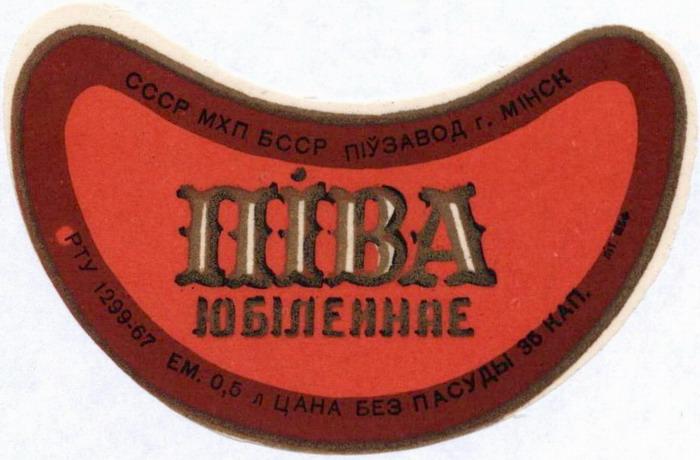 СССР МХП БССР ПІЎЗАВОД г. МІНСК
ПІВА
ЮБІЛЕЙНАЕ
РТУ 1299-67 ЕМ. 0,5 л ЦАНА БЕЗ ПАСУДЫ 36 КАП.